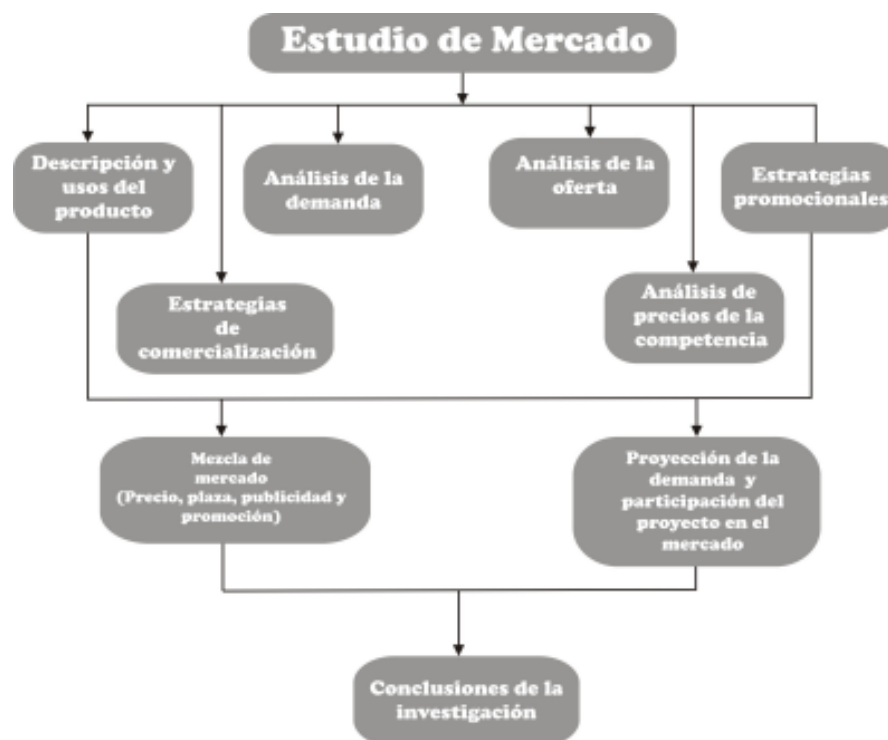 Estudio de Mercado
Descripción y
usos del
producto
Análisis de la
demanda
Análisis de la
oferta
Estrategias
promocionales
Estrategias
de
comercialización
Análisis de
precios de la
competencia
Mezcla de
mercado
(Precio, plaza, publicidad y
promoción)
Proyección de la
demanda y
participación del
proyecto en el
mercado
Conclusiones de la
investigación